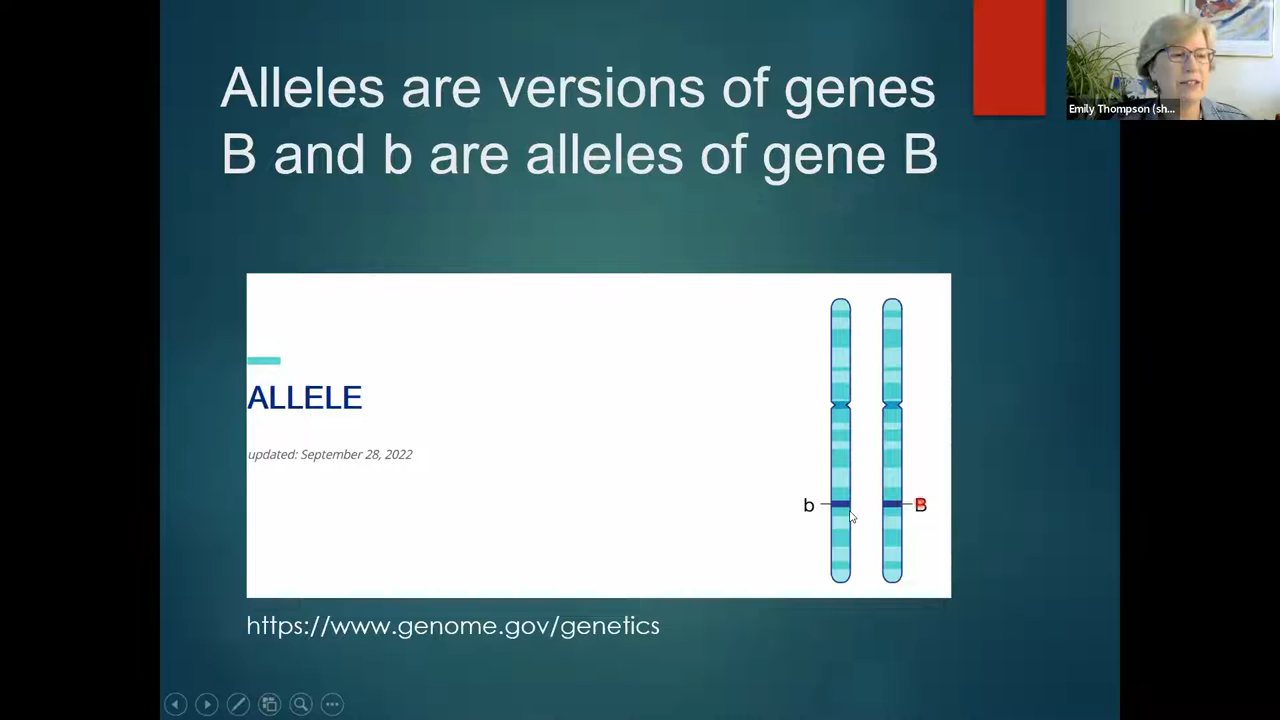 Alleles are versions of genes
B and b are alleles of gene B
Emily Thompson (sh...
ALLELE
updated: September 28, 2022
b
B
https://www.genome.gov/genetics